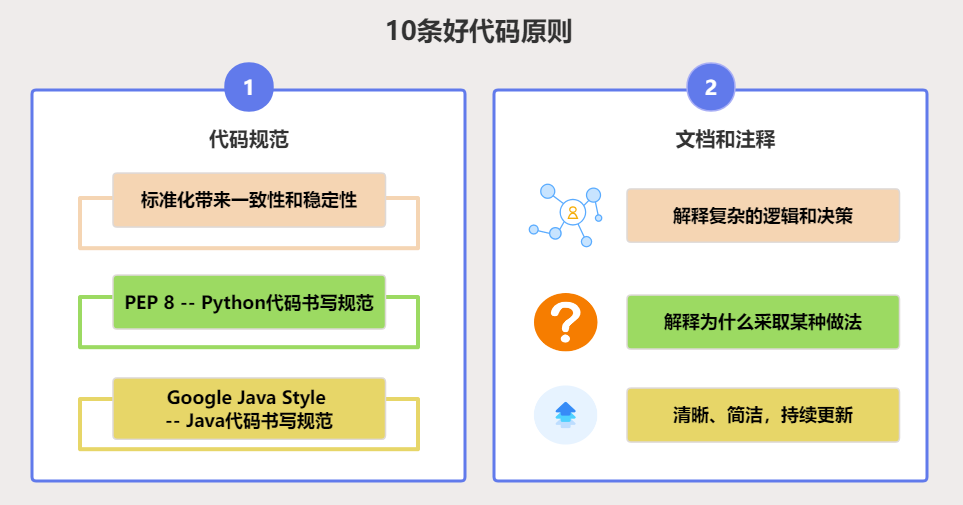 10条好代码原则
1
代码规范
标准化带来一致性和稳定性
PEP 8 -- Python代码书写规范
Google Java Style
-- Java代码书写规范
2
文档和注释
解释复杂的逻辑和决策
?
解释为什么采取某种做法
清晰、简洁，持续更新